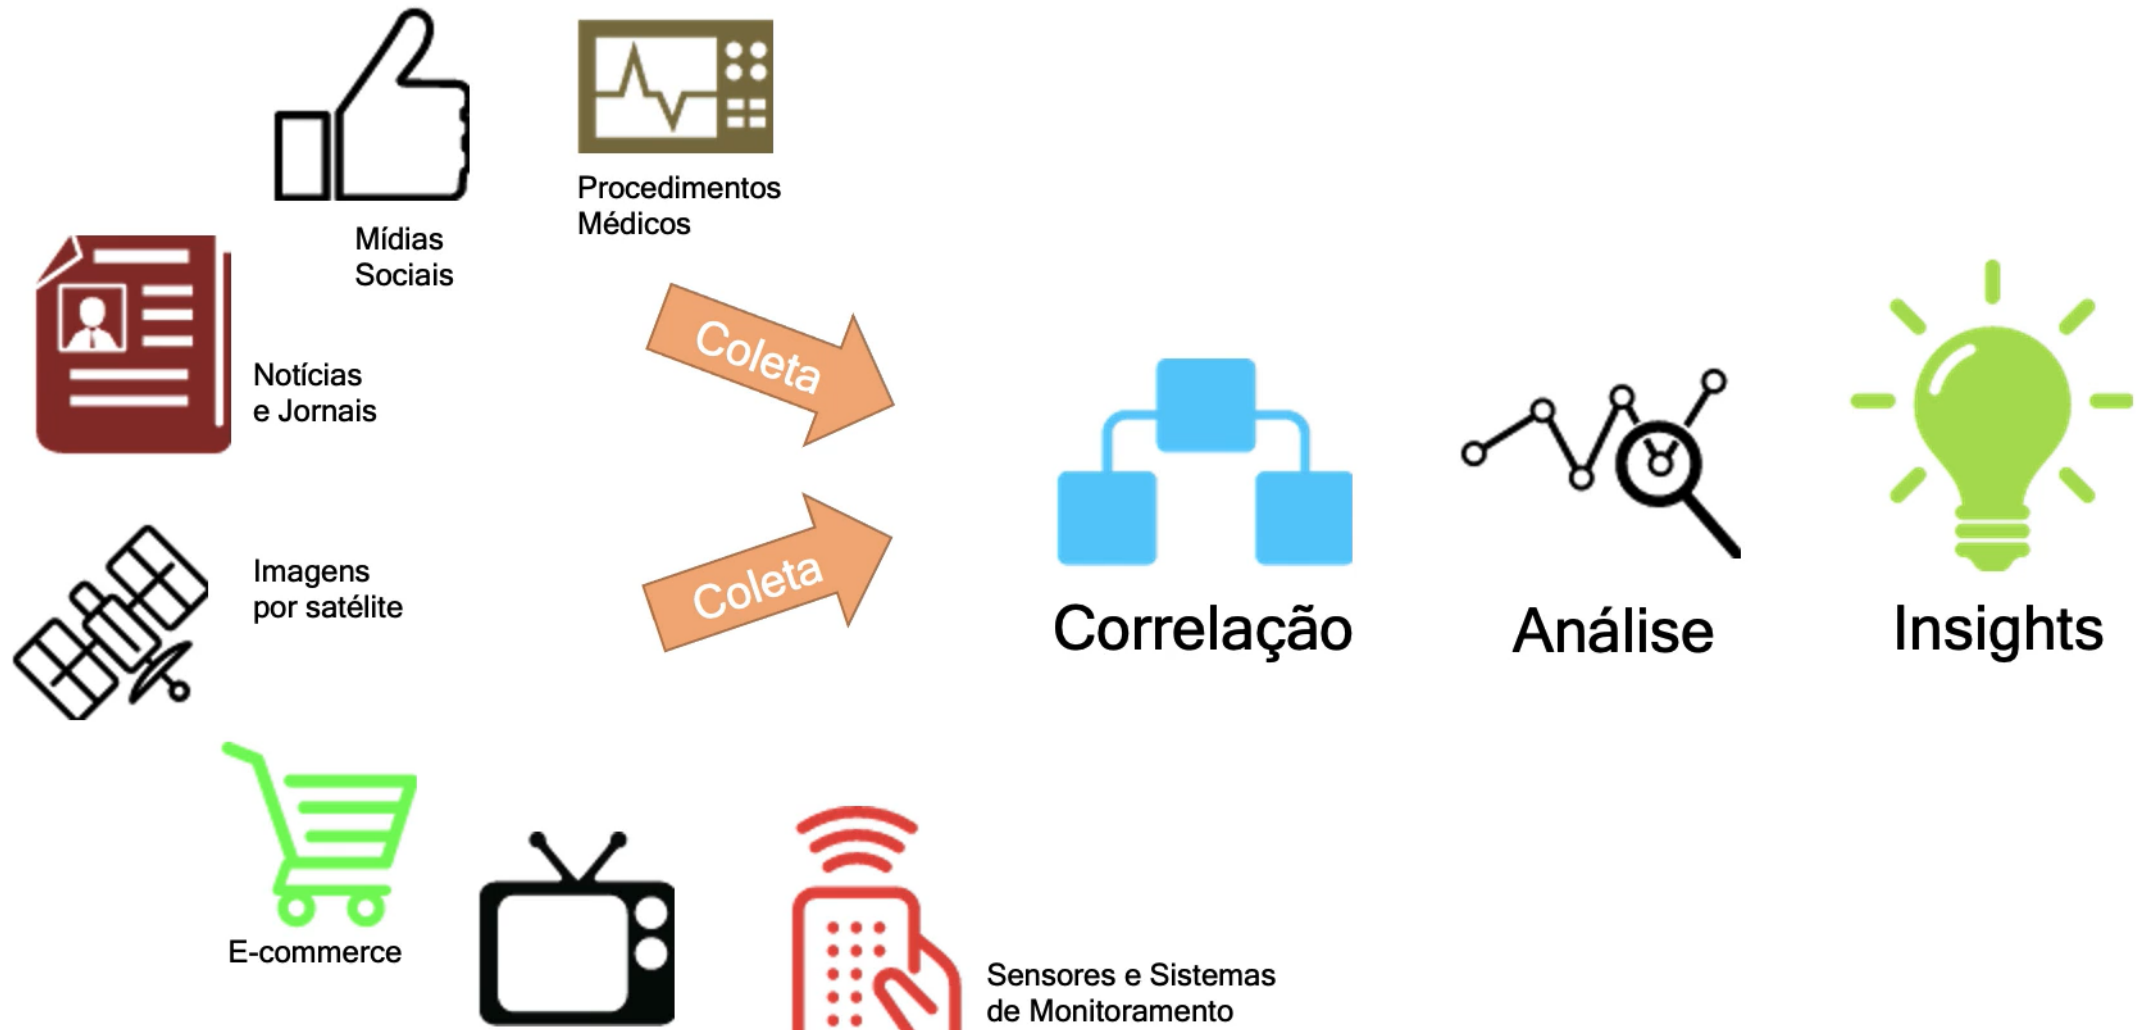 Procedimentos
Médicos
Mídias
Sociais
Notícias
e Jornais
Coleta
Imagens
por satélite
Coleta
Correlação
Análise
Insights
E-commerce
Sensores e Sistemas
de Monitoramento